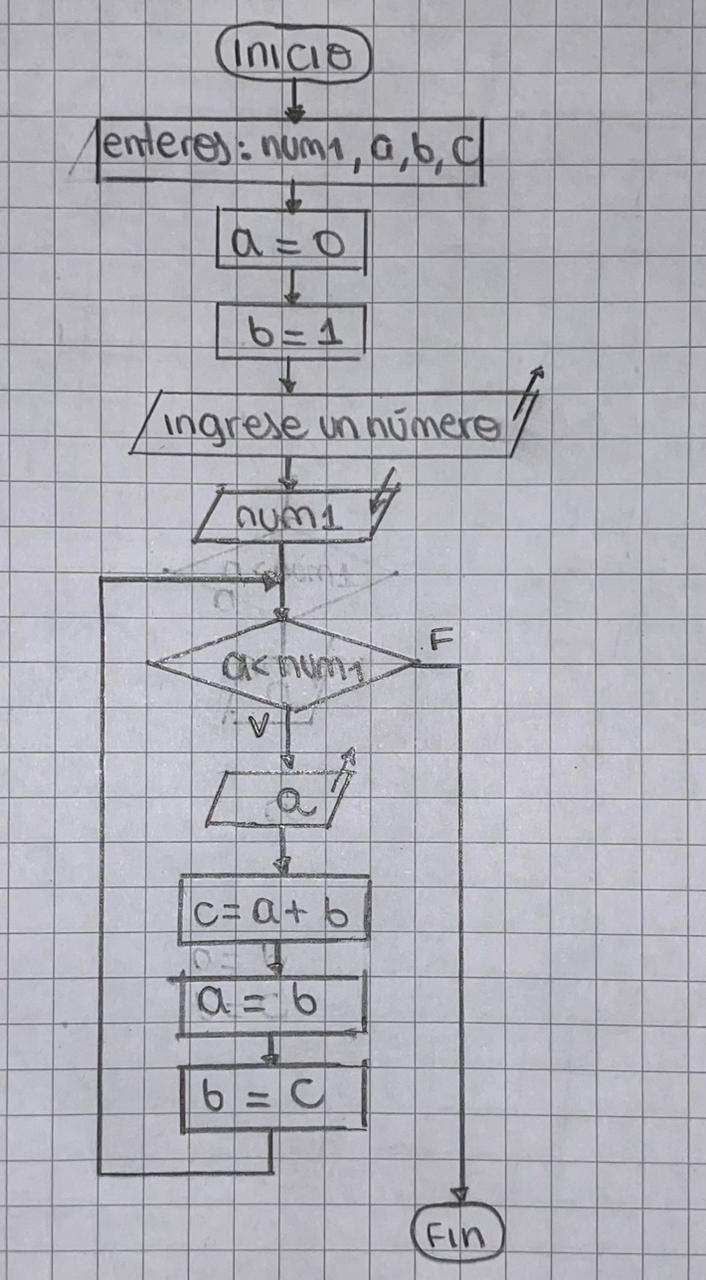 Inicio
enteros: num1, a, b, c
a = 0
b = 1
ingrese un número
num1
a < num1
F
V
a
c = a + b
a = b
b = c
Fin